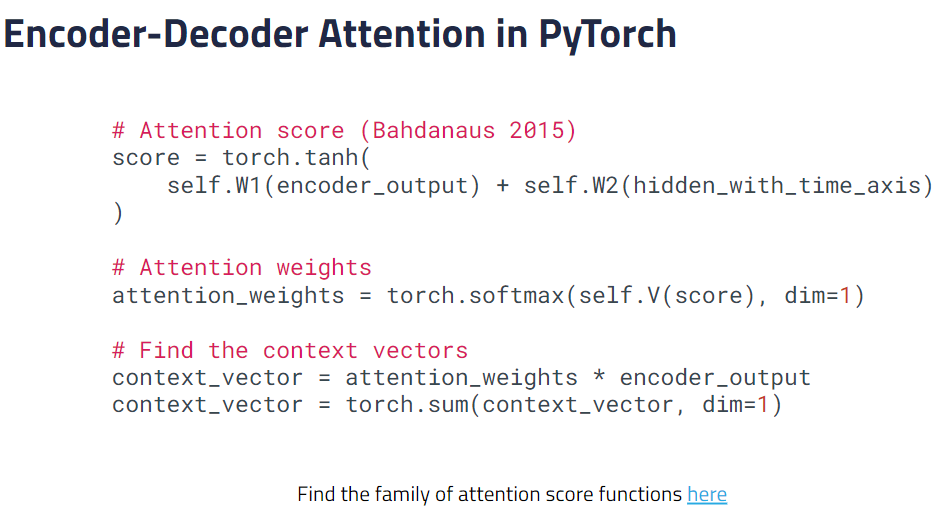 Encoder-Decoder Attention in PyTorch
# Attention score (Bahdanaus 2015)
score = torch.tanh(
    self.W1(encoder_output) + self.W2(hidden_with_time_axis)
)
# Attention weights
attention_weights = torch.softmax(self.V(score), dim=1)
# Find the context vectors
context_vector = attention_weights * encoder_output
context_vector = torch.sum(context_vector, dim=1)
Find the family of attention score functions here